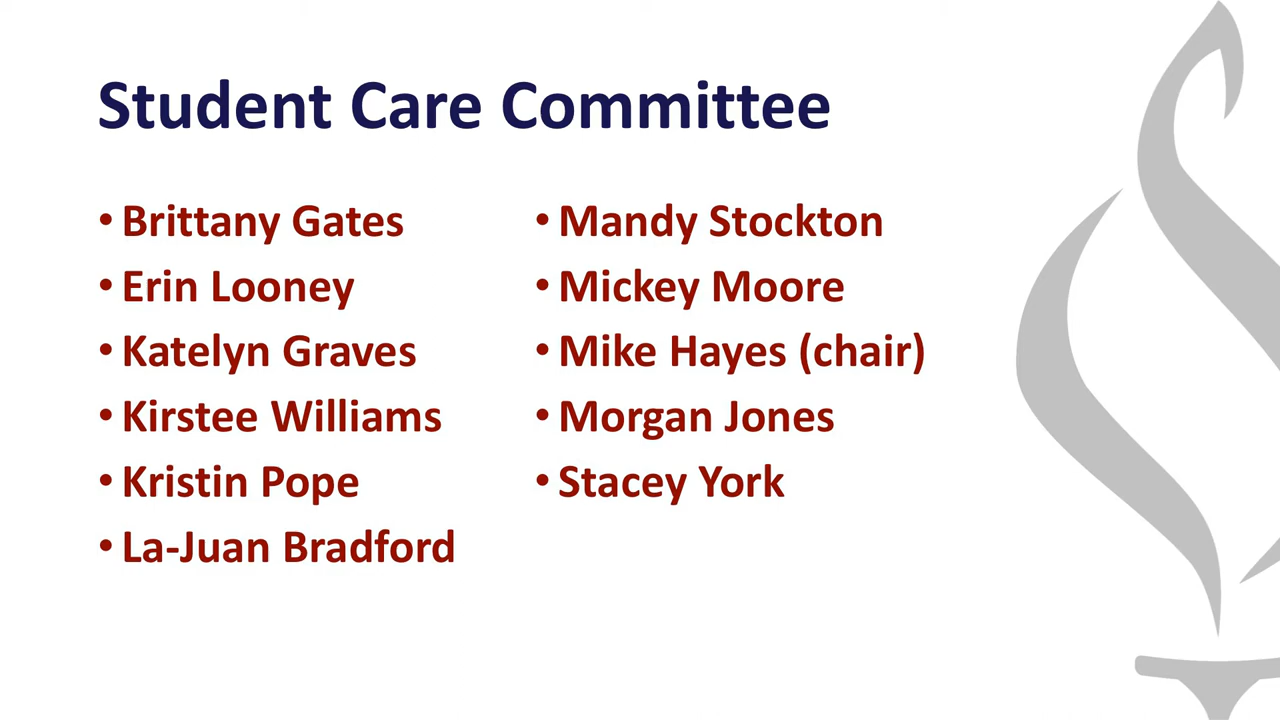 Student Care Committee
• Brittany Gates
• Erin Looney
• Katelyn Graves
• Kirstee Williams
• Kristin Pope
• La-Juan Bradford
• Mandy Stockton
• Mickey Moore
• Mike Hayes (chair)
• Morgan Jones
• Stacey York